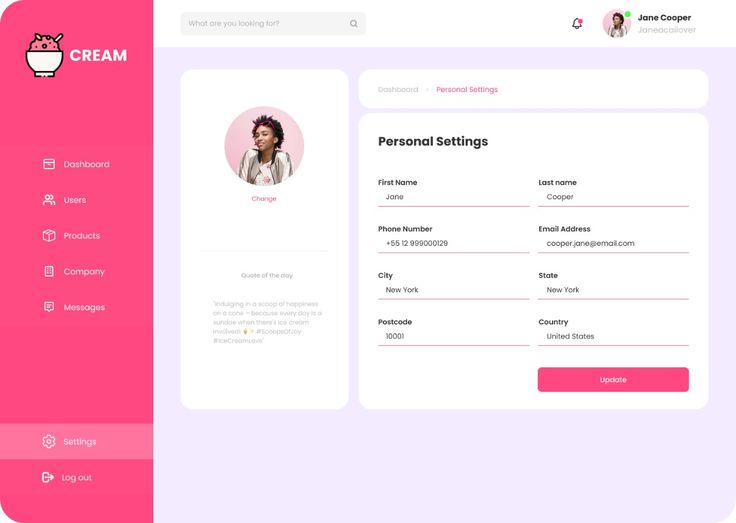 CREAM
Dashboard
Users
Products
Company
Messages
Settings
Log out
What are you looking for?
Jane Cooper
Janeacailover
Change
Quote of the day
"Indulging in a scoop of happiness
on a cone – because every day is a
sundae when there's ice cream
involved! 🍦✨ #ScoopsOfJoy
#IceCreamLove"
Dashboard > Personal Settings
Personal Settings
First Name
Jane
Last name
Cooper
Phone Number
+55 12 999000129
Email Address
cooper.jane@email.com
City
New York
State
New York
Postcode
10001
Country
United States
Update